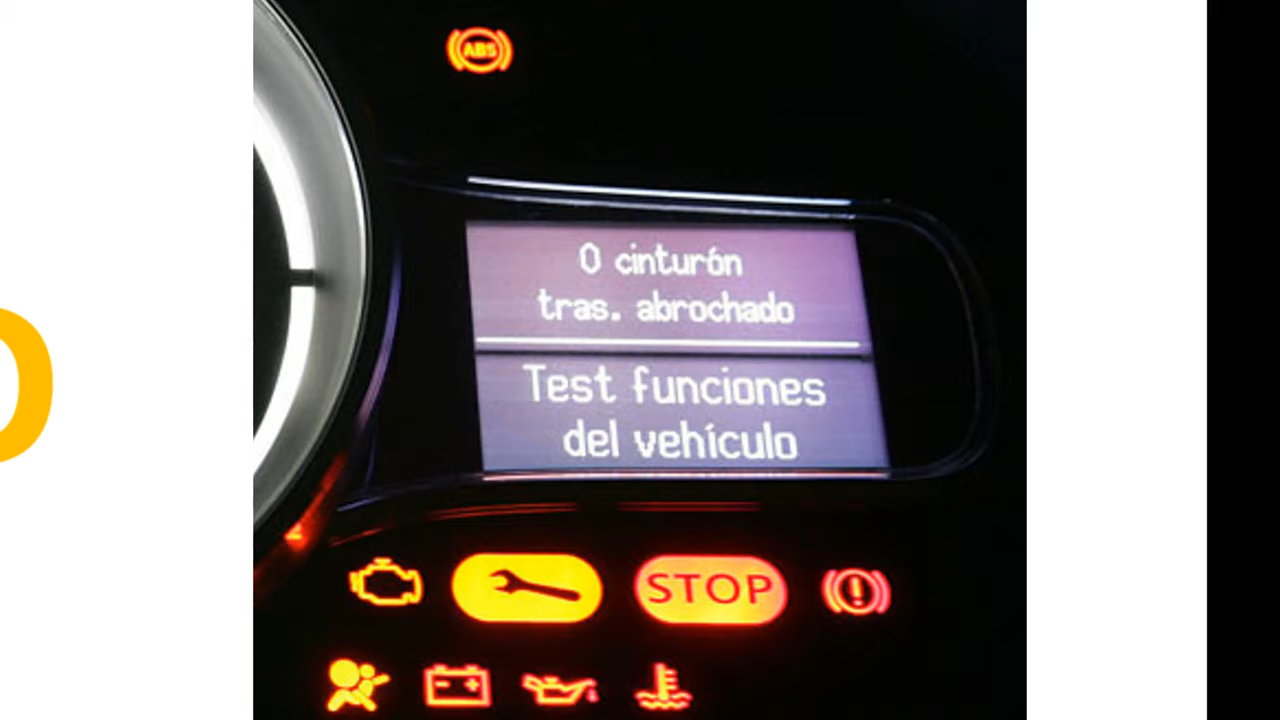 ABS
0 cinturón
tras. abrochado
Test funciones
del vehículo
STOP